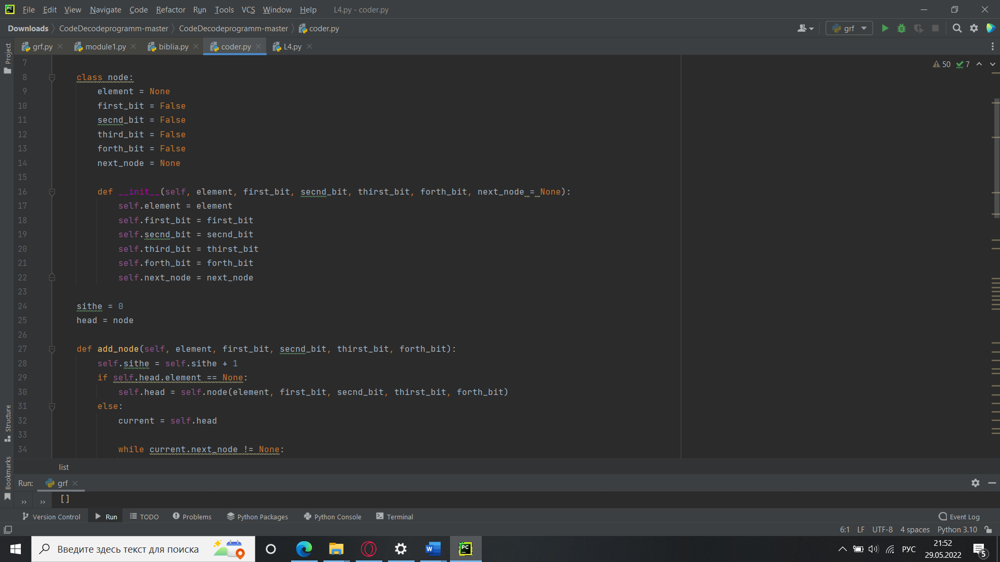 File Edit View Navigate Code Refactor Run Tools VCS Window Help L4.py - coder.py
Downloads CodeDecodeprogramm-master CodeDecodeprogramm-master coder.py grf
grf.py module1.py biblia.py coder.py L4.py
Project
50 7
7
8 class node:
9 element = None
10 first_bit = False
11 secnd_bit = False
12 third_bit = False
13 forth_bit = False
14 next_node = None
15
16 def __init__(self, element, first_bit, secnd_bit, thirst_bit, forth_bit, next_node = None):
17 self.element = element
18 self.first_bit = first_bit
19 self.secnd_bit = secnd_bit
20 self.third_bit = thirst_bit
21 self.forth_bit = forth_bit
22 self.next_node = next_node
23
24 sithe = 0
25 head = node
26
27 def add_node(self, element, first_bit, secnd_bit, thirst_bit, forth_bit):
28 self.sithe = self.sithe + 1
29 if self.head.element == None:
30 self.head = self.node(element, first_bit, secnd_bit, thirst_bit, forth_bit)
31 else:
32 current = self.head
33
34 while current.next_node != None:
Structure
Bookmarks
list
Run: grf
[]
Version Control Run TODO Problems Python Packages Python Console Terminal Event Log
6:1 LF UTF-8 4 spaces Python 3.10
Введите здесь текст для поиска
РУС
21:52
29.05.2022
5